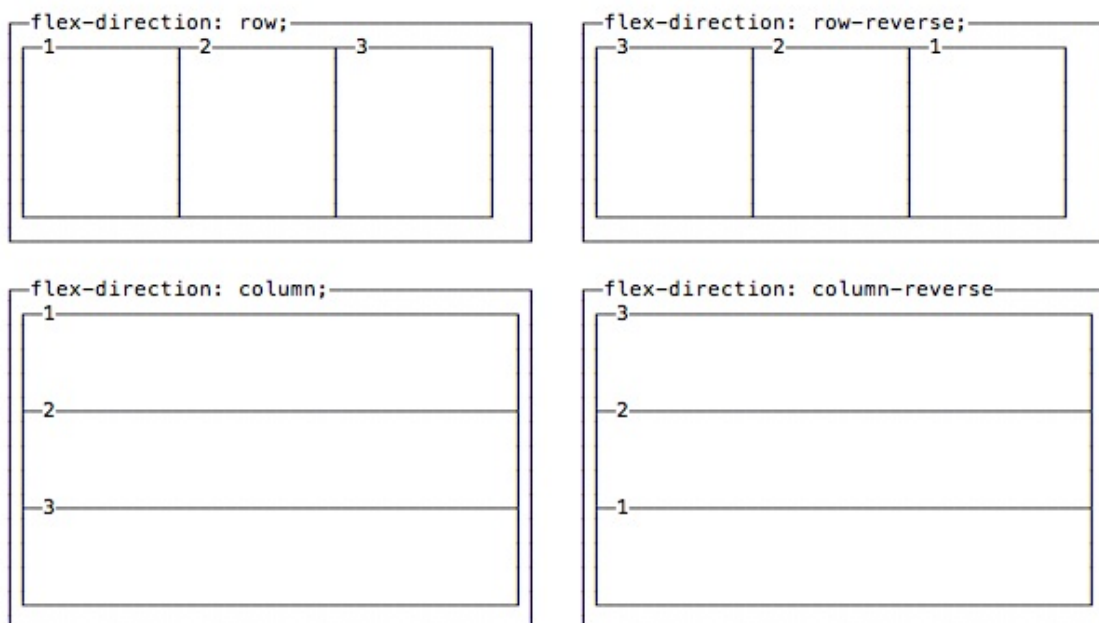 flex-direction: row;
1 2 3
flex-direction: row-reverse;
3 2 1
flex-direction: column;
1
2
3
flex-direction: column-reverse
3
2
1